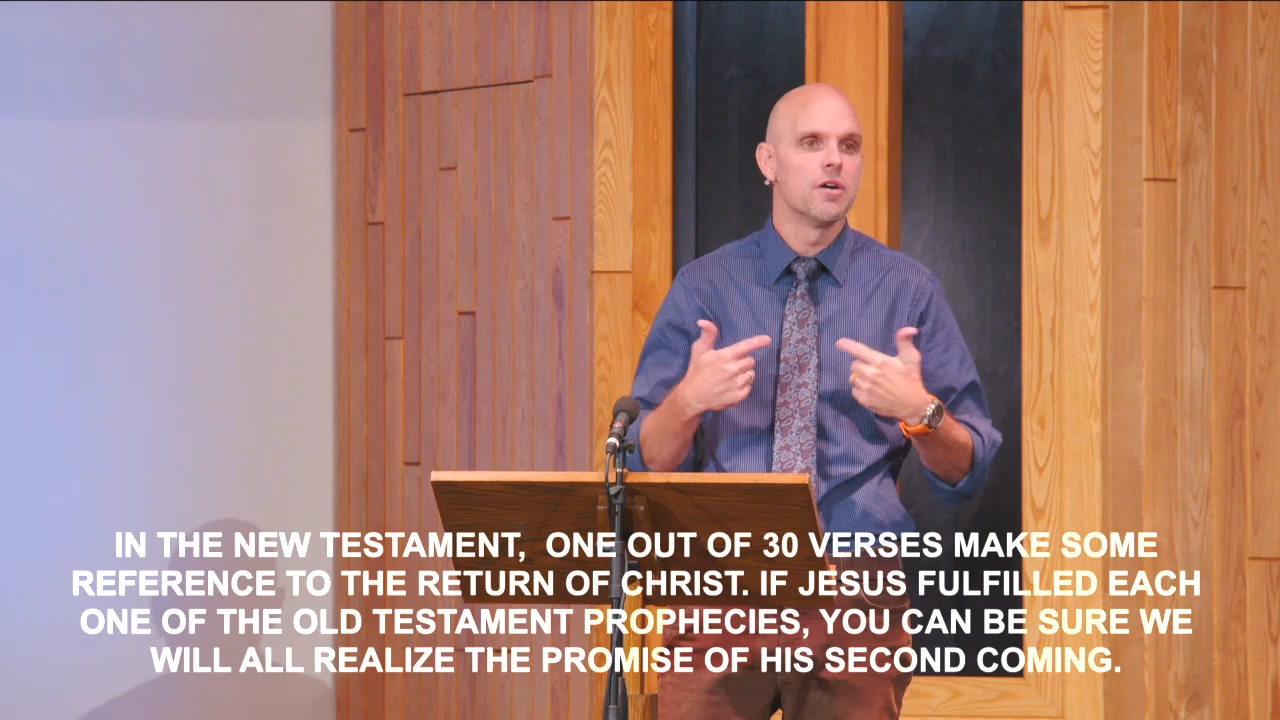 IN THE NEW TESTAMENT,  ONE OUT OF 30 VERSES MAKE SOME
REFERENCE TO THE RETURN OF CHRIST. IF JESUS FULFILLED EACH
ONE OF THE OLD TESTAMENT PROPHECIES, YOU CAN BE SURE WE
WILL ALL REALIZE THE PROMISE OF HIS SECOND COMING.